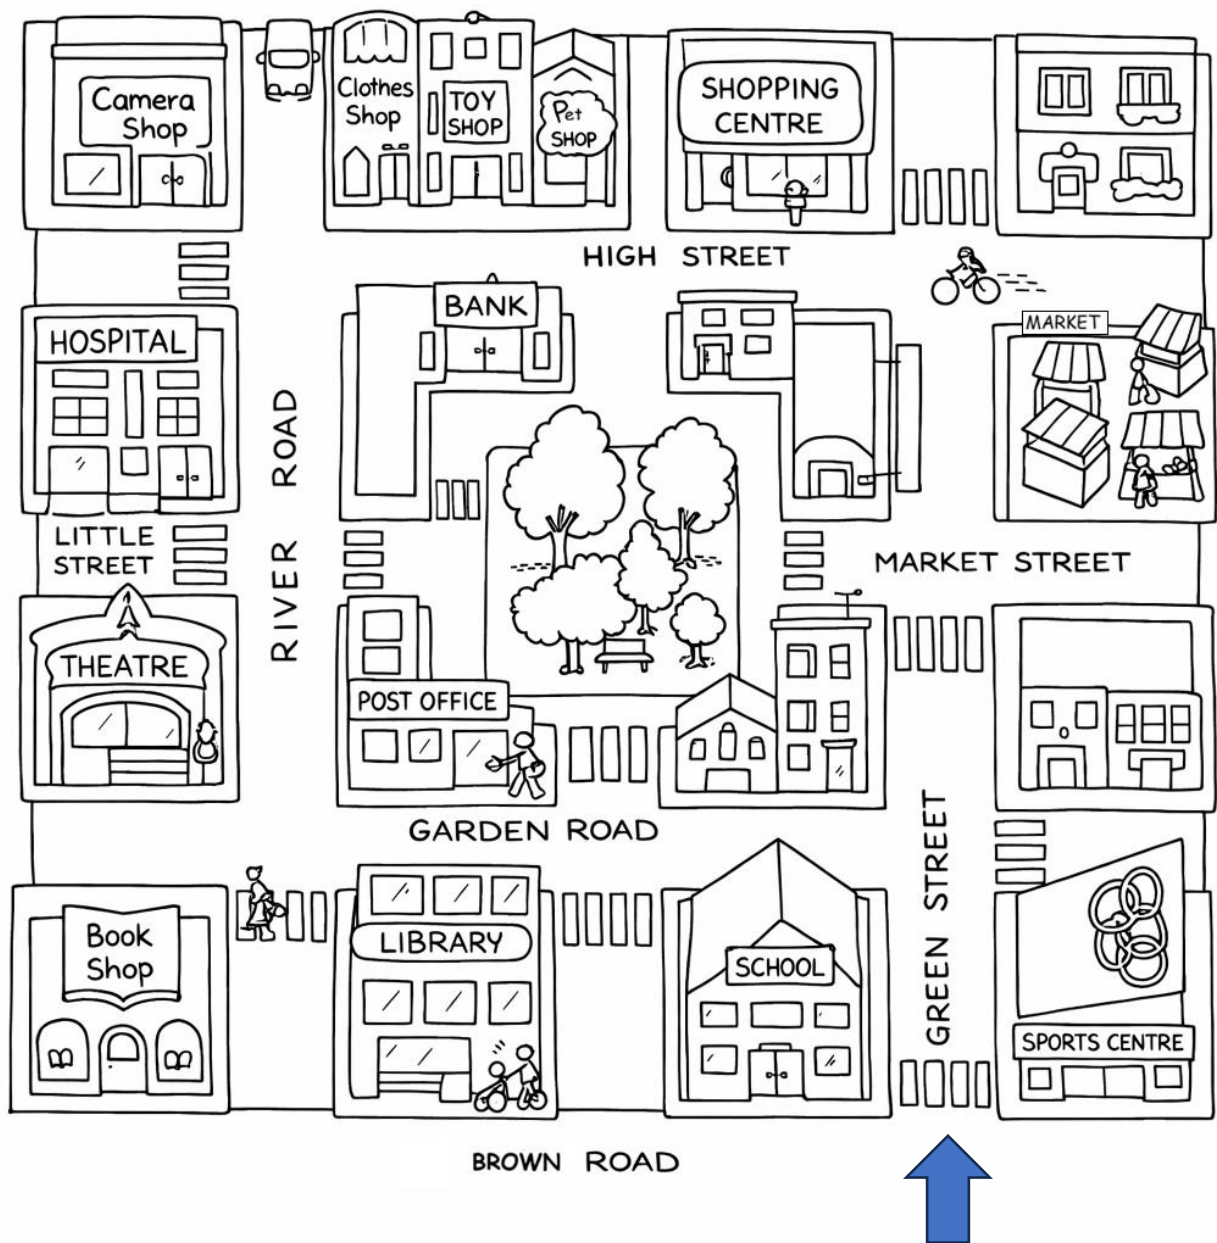 Camera
Shop
Clothes
Shop
TOY
SHOP
Pet
SHOP
SHOPPING
CENTRE
HIGH STREET
HOSPITAL
BANK
MARKET
RIVER ROAD
LITTLE
STREET
MARKET STREET
THEATRE
POST OFFICE
GARDEN ROAD
GREEN STREET
Book
Shop
LIBRARY
SCHOOL
SPORTS CENTRE
BROWN ROAD